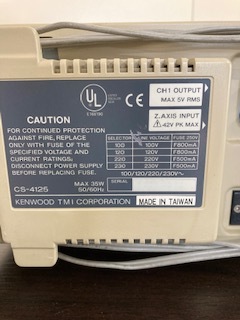 CH1 OUTPUT
MAX 5V RMS
Z.AXIS INPUT
-42V PK MAX
UL
CE
CAUTION
FOR CONTINUED PROTECTION
AGAINST FIRE, REPLACE
ONLY WITH FUSE OF THE
SPECIFIED VOLTAGE AND
CURRENT RATINGS.
DISCONNECT POWER SUPPLY
BEFORE REPLACING FUSE.
SELECTOR LINE VOLTAGE FUSE 250V
100 100V F800mA
120 120V F800mA
220 220V F500mA
230 230V F500mA
100/120/220/230V~
CS-4125
MAX 35W
50/60Hz
SERIAL
KENWOOD TMI CORPORATION
MADE IN TAIWAN